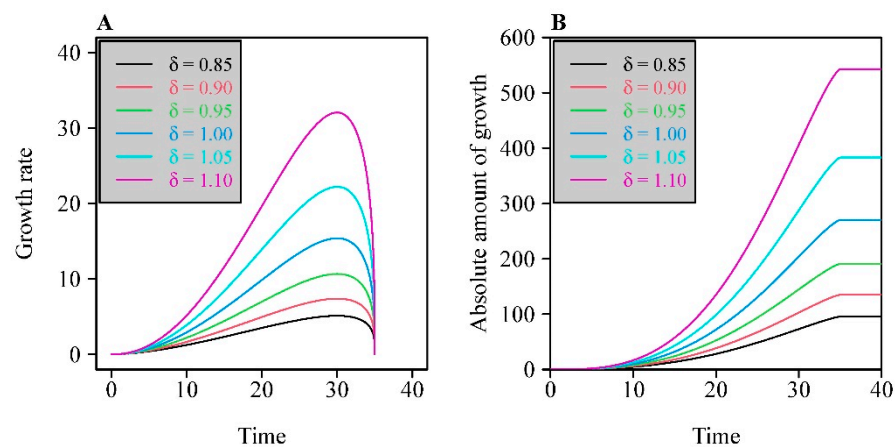 A
δ = 0.85
δ = 0.90
δ = 0.95
δ = 1.00
δ = 1.05
δ = 1.10
Growth rate
40
30
20
10
0
0 10 20 30 40
Time
B
δ = 0.85
δ = 0.90
δ = 0.95
δ = 1.00
δ = 1.05
δ = 1.10
Absolute amount of growth
600
500
400
300
200
100
0
0 10 20 30 40
Time